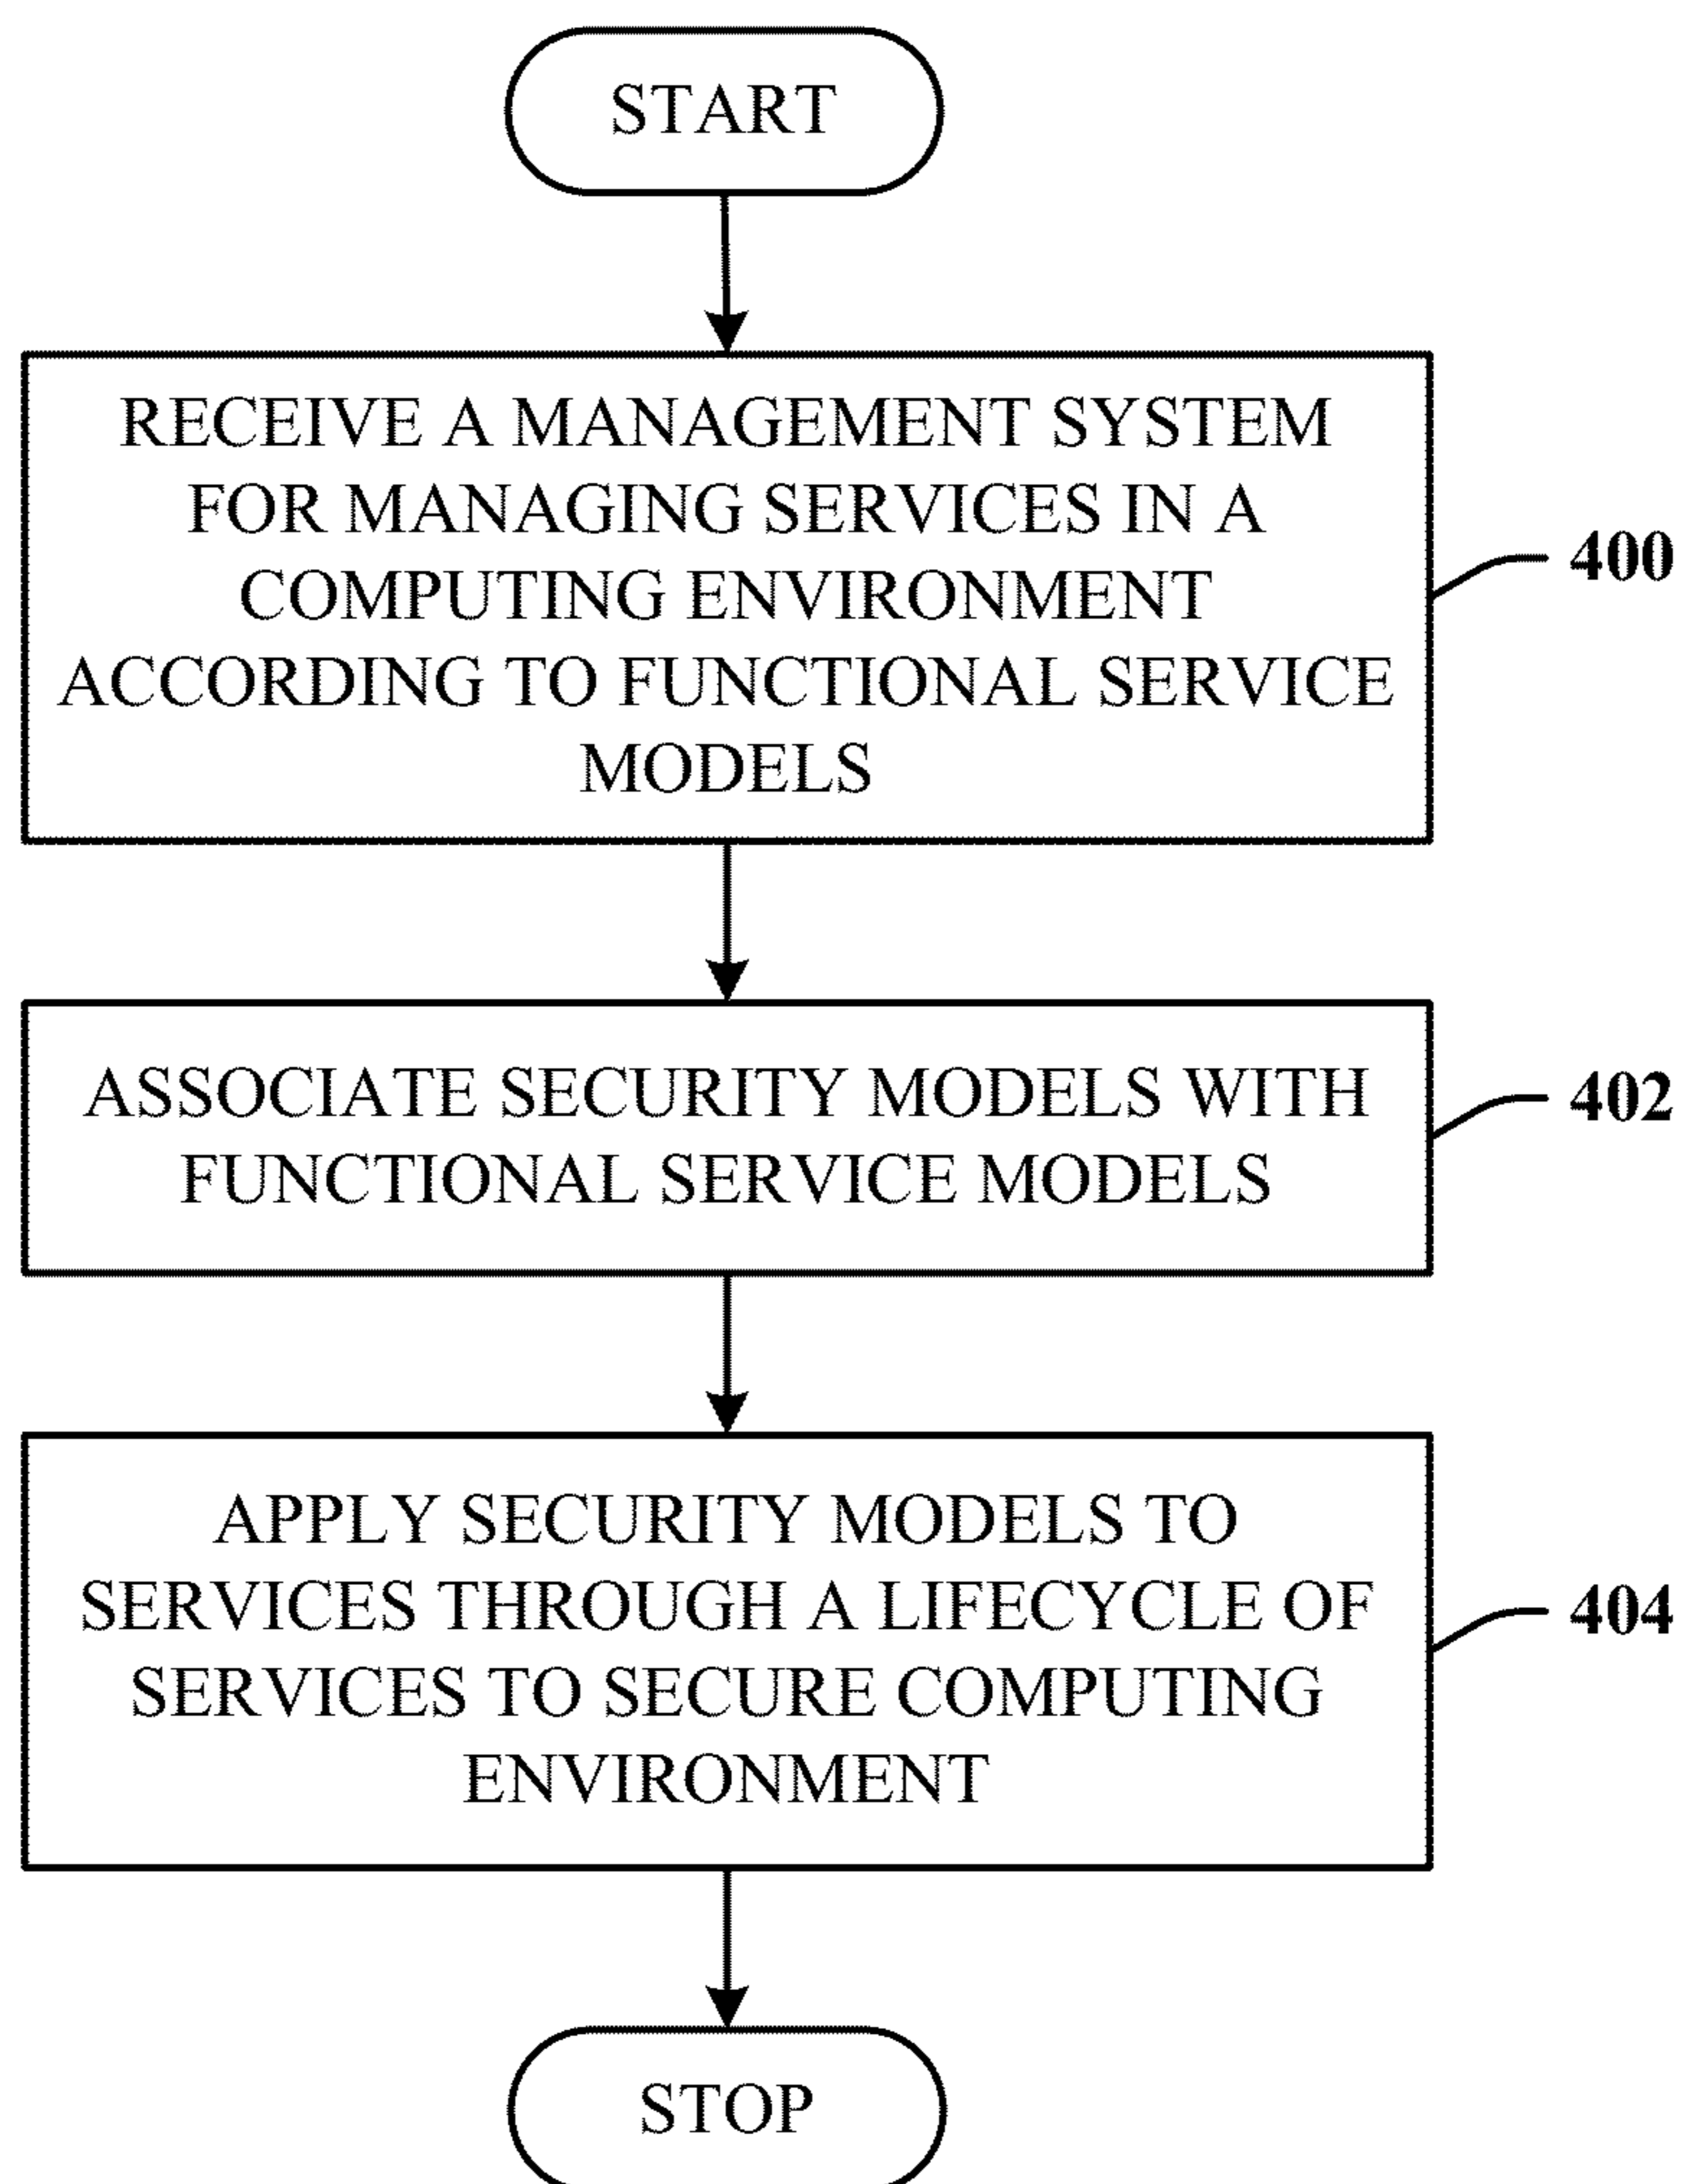 START
RECEIVE A MANAGEMENT SYSTEM
FOR MANAGING SERVICES IN A
COMPUTING ENVIRONMENT
ACCORDING TO FUNCTIONAL SERVICE
MODELS
400
ASSOCIATE SECURITY MODELS WITH
FUNCTIONAL SERVICE MODELS
402
APPLY SECURITY MODELS TO
SERVICES THROUGH A LIFECYCLE OF
SERVICES TO SECURE COMPUTING
ENVIRONMENT
404
STOP